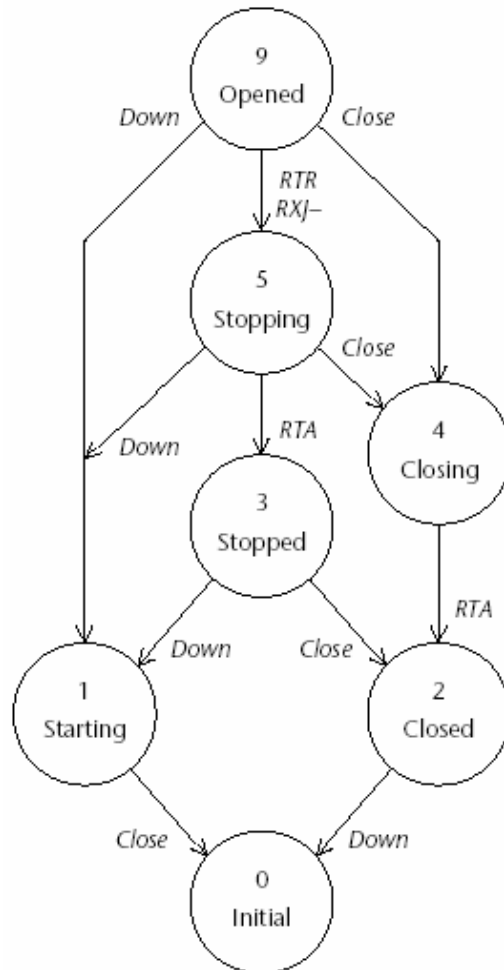 9
Opened
Down
Close
RTR
RXJ–
5
Stopping
Close
Down
RTA
4
Closing
3
Stopped
RTA
Down
Close
1
Starting
2
Closed
Close
Down
0
Initial